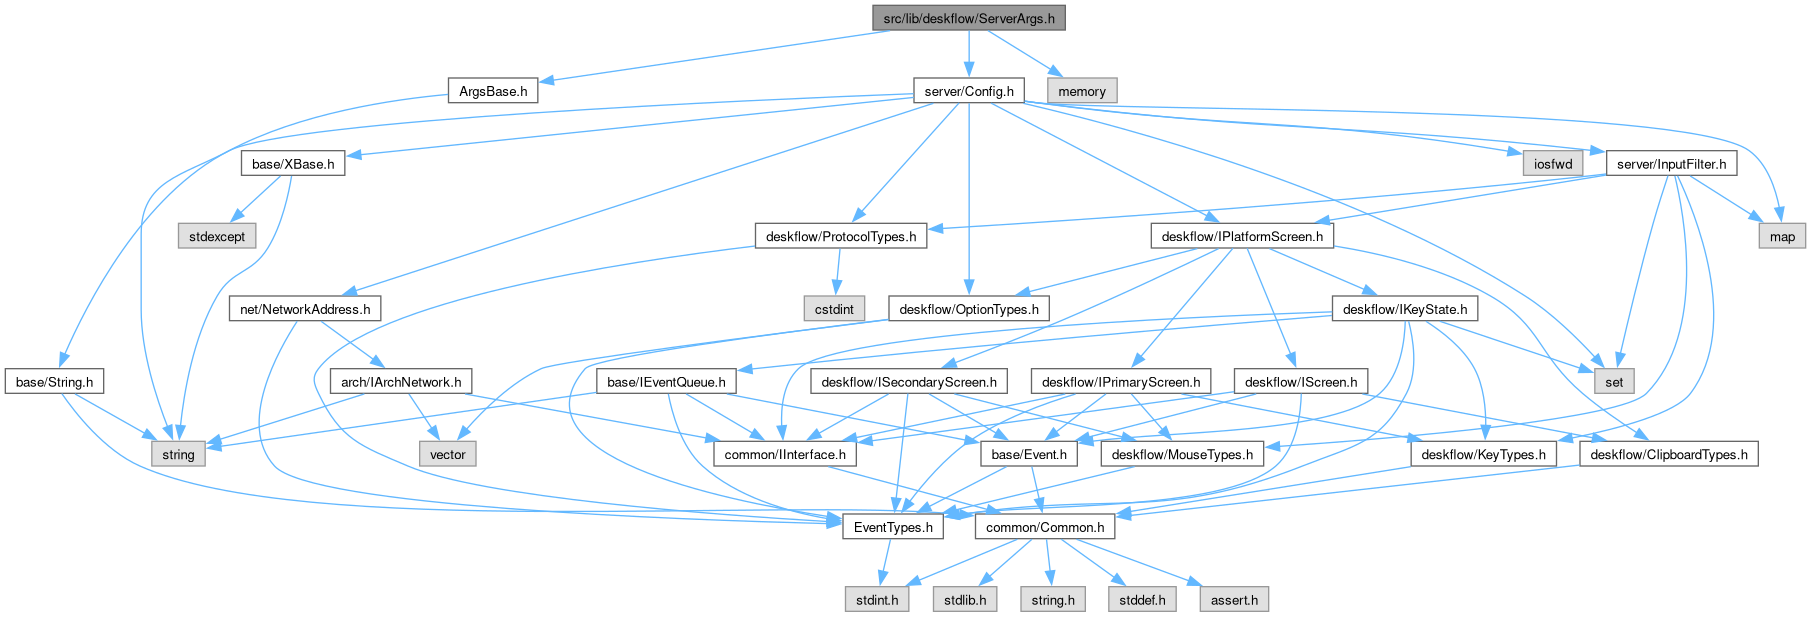 src/lib/deskflow/ServerArgs.h
ArgsBase.h
server/Config.h
memory
base/XBase.h
iosfwd
server/InputFilter.h
stdexcept
deskflow/ProtocolTypes.h
deskflow/IPlatformScreen.h
map
net/NetworkAddress.h
cstdint
deskflow/OptionTypes.h
deskflow/IKeyState.h
base/String.h
arch/IArchNetwork.h
base/IEventQueue.h
deskflow/ISecondaryScreen.h
deskflow/IPrimaryScreen.h
deskflow/IScreen.h
set
string
vector
common/IInterface.h
base/Event.h
deskflow/MouseTypes.h
deskflow/KeyTypes.h
deskflow/ClipboardTypes.h
EventTypes.h
common/Common.h
stdint.h
stdlib.h
string.h
stddef.h
assert.h